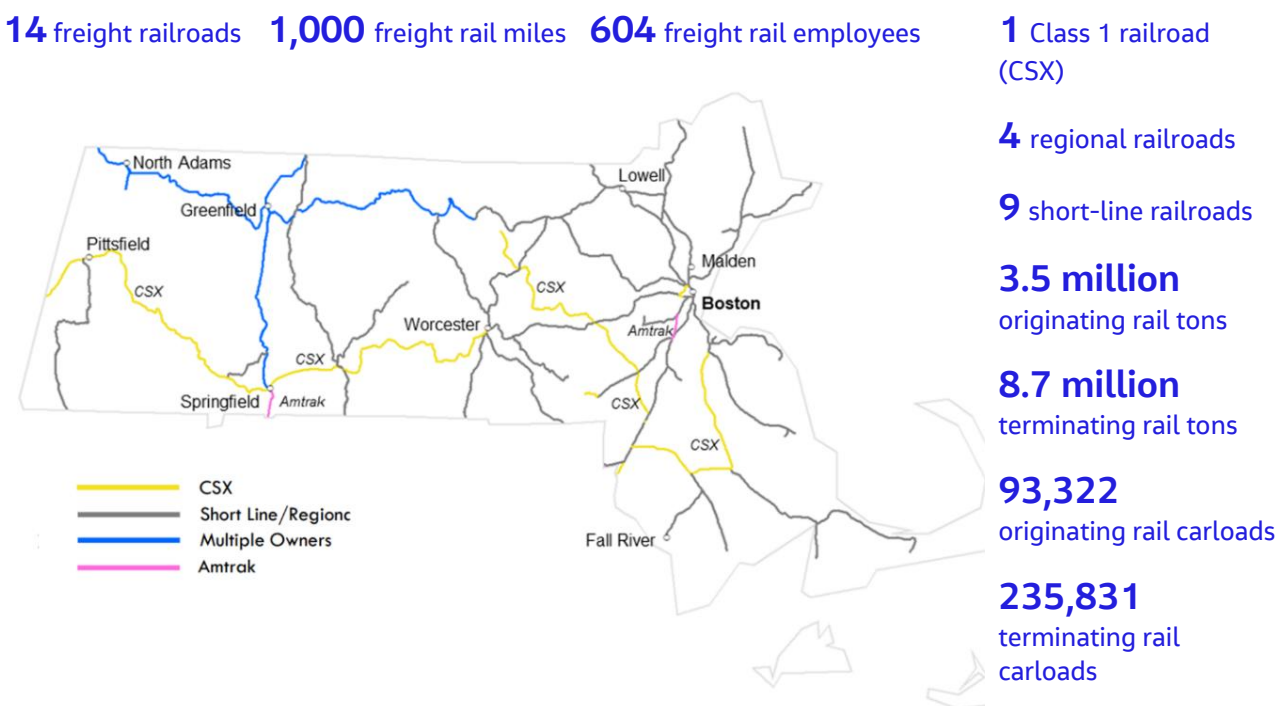 14 freight railroads 1,000 freight rail miles 604 freight rail employees
1 Class 1 railroad
(CSX)
4 regional railroads
9 short-line railroads
3.5 million
originating rail tons
8.7 million
terminating rail tons
93,322
originating rail carloads
235,831
terminating rail
carloads
North Adams
Lowell
Greenfield
Pittsfield
Malden
CSX
CSX
Boston
Worcester
Amtrak
CSX
Springfield
Amtrak
CSX
CSX
Fall River
CSX
Short Line/Regionc
Multiple Owners
Amtrak